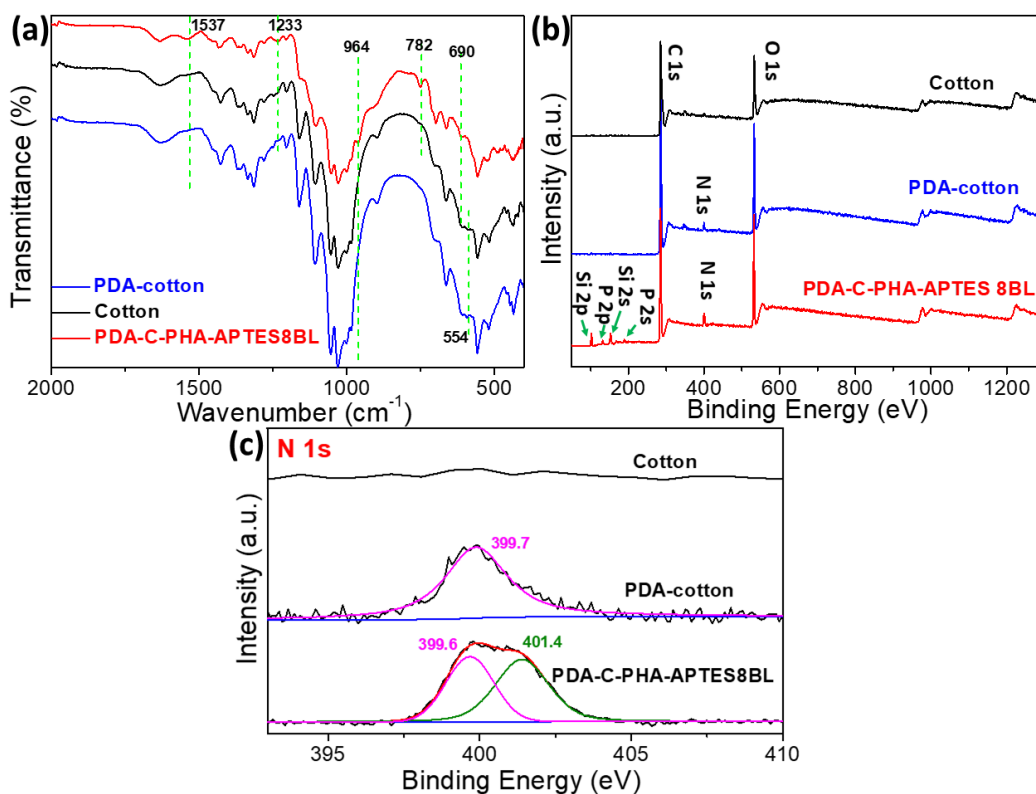 (a)
1537
1233
964
782
690
554
Transmittance (%)
PDA-cotton
Cotton
PDA-C-PHA-APTES8BL
2000
1500
1000
500
Wavenumber (cm-1)
(b)
C 1s
O 1s
Cotton
N 1s
PDA-cotton
Si 2p
P 2p
Si 2s
P 2s
N 1s
PDA-C-PHA-APTES 8BL
Intensity (a.u.)
200
400
600
800
1000
1200
Binding Energy (eV)
(c)
N 1s
Cotton
399.7
PDA-cotton
399.6
401.4
PDA-C-PHA-APTES8BL
Intensity (a.u.)
395
400
405
410
Binding Energy (eV)